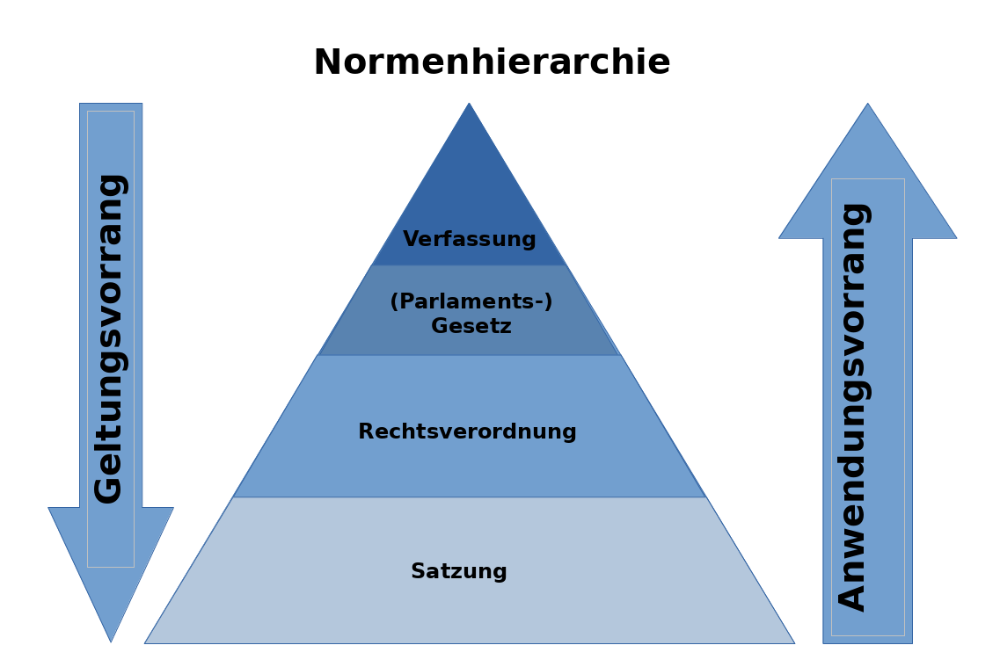 Normenhierarchie
Geltungsvorrang
Verfassung
(Parlaments-)
Gesetz
Rechtsverordnung
Satzung
Anwendungsvorrang